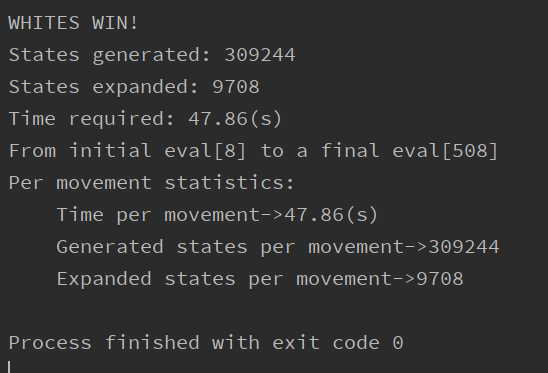 WHITES WIN!
States generated: 309244
States expanded: 9708
Time required: 47.86(s)
From initial eval[8] to a final eval[508]
Per movement statistics:
    Time per movement->47.86(s)
    Generated states per movement->309244
    Expanded states per movement->9708

Process finished with exit code 0